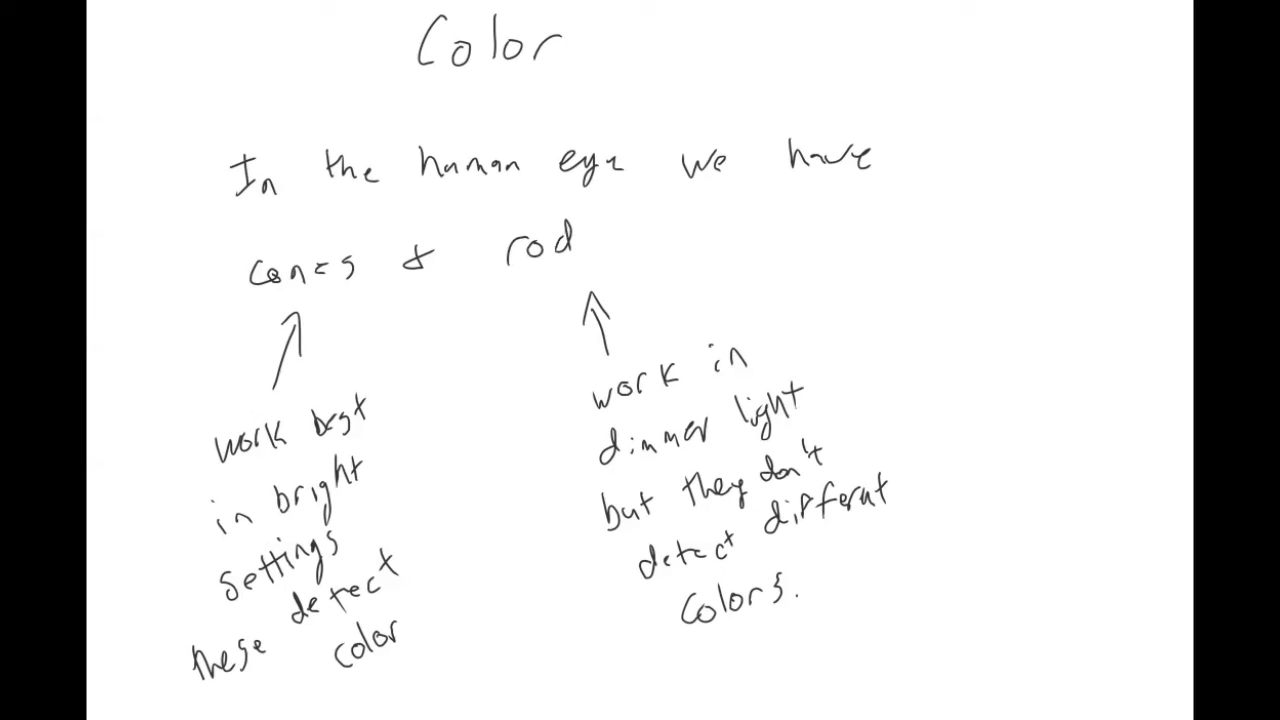 Color
In the human eye we have
cones & rod
work best
in bright
settings
these detect
color
work in
dimmer light
but they don't
detect different
colors.